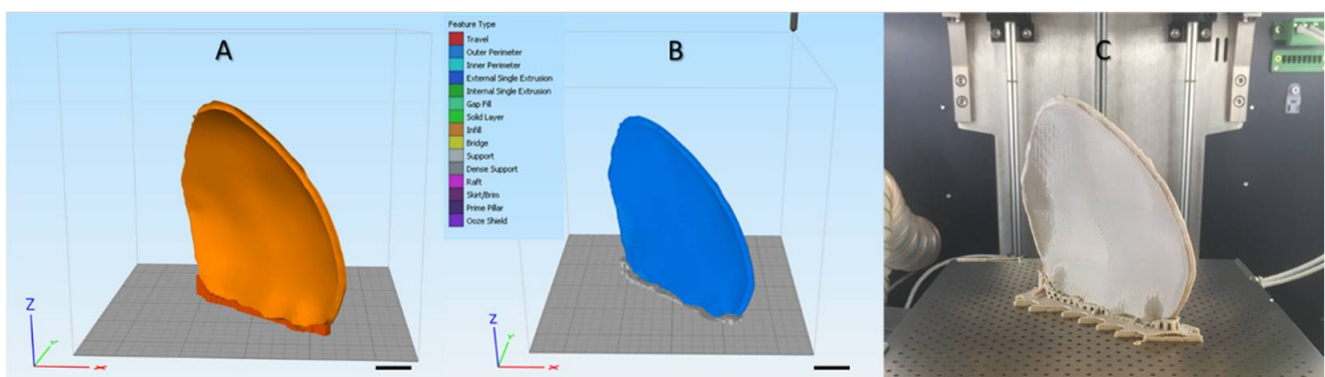 A
Z
Y
X
Feature Type
Travel
Outer Perimeter
Inner Perimeter
External Single Extrusion
Internal Single Extrusion
Gap Fill
Solid Layer
Infill
Bridge
Support
Dense Support
Raft
Skirt/Brim
Prime Pillar
Ooze Shield
B
Z
Y
X
C